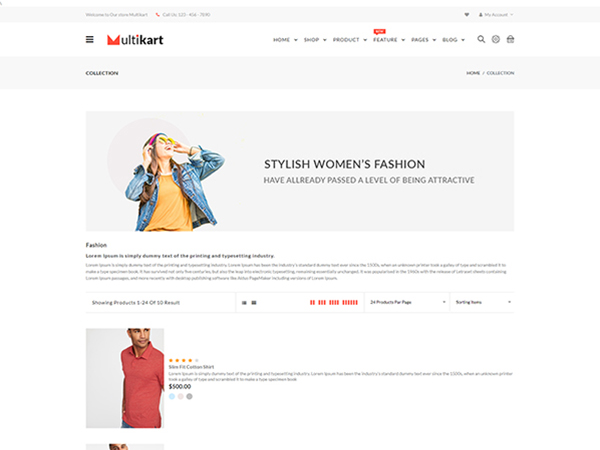 Welcome to Our store Multikart
Call Us: 123 - 456 - 7890
My Account
Multikart
HOME SHOP PRODUCT FEATURE PAGES BLOG
NEW
COLLECTION
HOME / COLLECTION
STYLISH WOMEN'S FASHION
HAVE ALLREADY PASSED A LEVEL OF BEING ATTRACTIVE
Fashion
Lorem Ipsum is simply dummy text of the printing and typesetting industry.
Lorem Ipsum is simply dummy text of the printing and typesetting industry. Lorem Ipsum has been the industry's standard dummy text ever since the 1500s, when an unknown printer took a galley of type and scrambled it
to make a type specimen book. It has survived not only five centuries, but also the leap into electronic typesetting, remaining essentially unchanged. It was popularised in the 1960s with the release of Letraset sheets containing
Lorem Ipsum passages, and more recently with desktop publishing software like Aldus PageMaker including versions of Lorem Ipsum.
Showing Products 1-24 Of 10 Result
24 Products Par Page
Sorting Items
Slim Fit Cotton Shirt
Lorem Ipsum is simply dummy text of the printing and typesetting industry. Lorem Ipsum has been the industry's standard dummy text ever since the 1500s, when an unknown printer
took a galley of type and scrambled it to make a type specimen book
$500.00